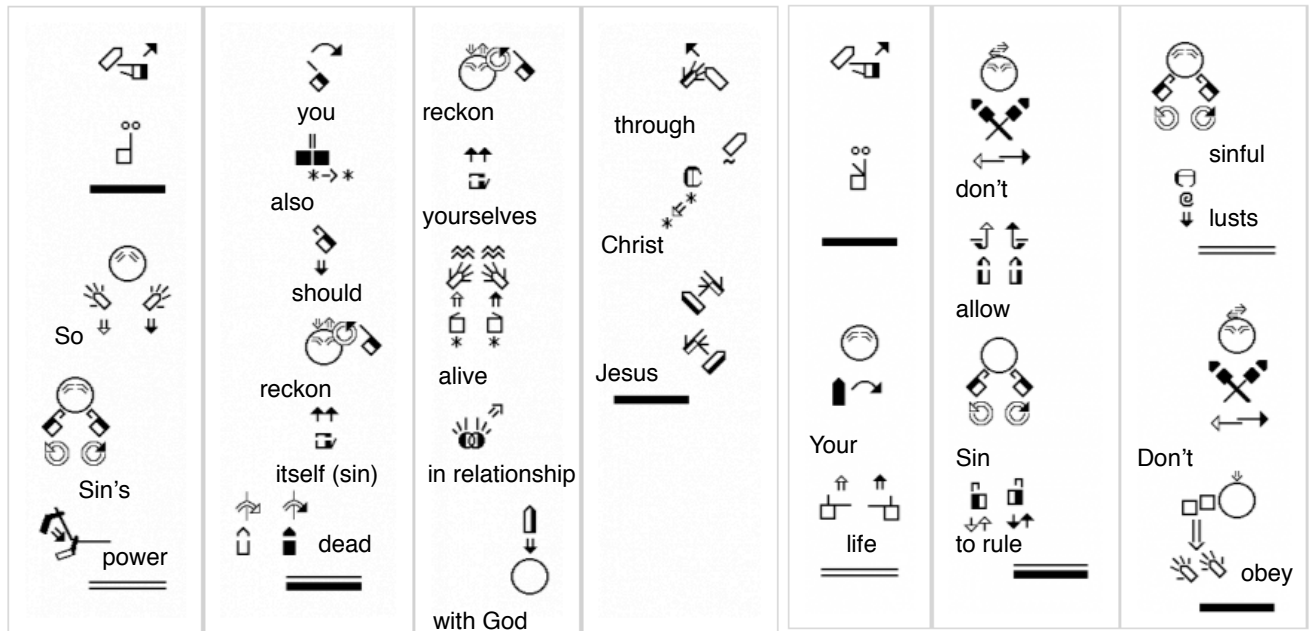 So
Sin's
power
you
also
should
reckon
itself (sin)
dead
reckon
yourselves
alive
in relationship
with God
through
Christ
Jesus
Your
life
don't
allow
Sin
to rule
sinful
lusts
Don't
obey